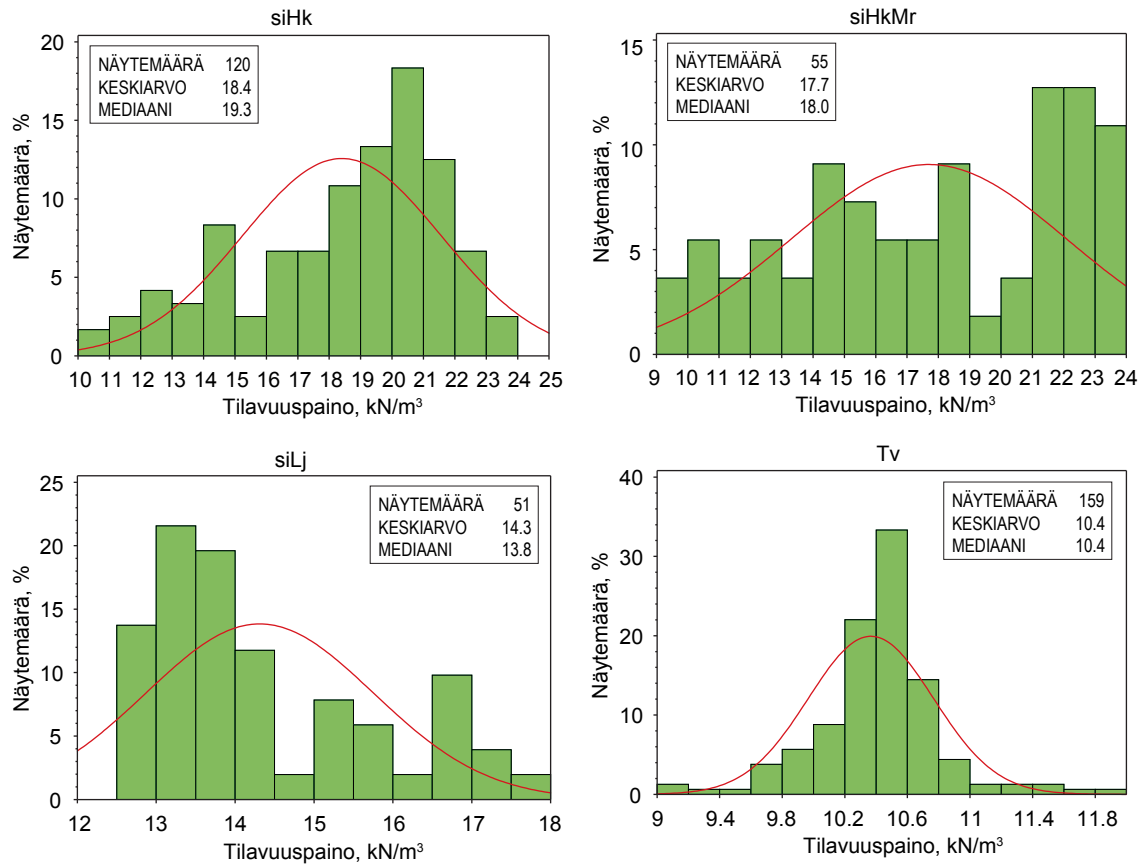 siHk
NÄYTEMÄÄRÄ 120
KESKIARVO 18.4
MEDIAANI 19.3
Näytemäärä, %
20
15
10
5
0
10 11 12 13 14 15 16 17 18 19 20 21 22 23 24 25
Tilavuuspaino, kN/m³
siHkMr
NÄYTEMÄÄRÄ 55
KESKIARVO 17.7
MEDIAANI 18.0
Näytemäärä, %
15
10
5
0
9 10 11 12 13 14 15 16 17 18 19 20 21 22 23 24
Tilavuuspaino, kN/m³
siLj
NÄYTEMÄÄRÄ 51
KESKIARVO 14.3
MEDIAANI 13.8
Näytemäärä, %
25
20
15
10
5
0
12 13 14 15 16 17 18
Tilavuuspaino, kN/m³
Tv
NÄYTEMÄÄRÄ 159
KESKIARVO 10.4
MEDIAANI 10.4
Näytemäärä, %
40
30
20
10
0
9 9.4 9.8 10.2 10.6 11 11.4 11.8
Tilavuuspaino, kN/m³